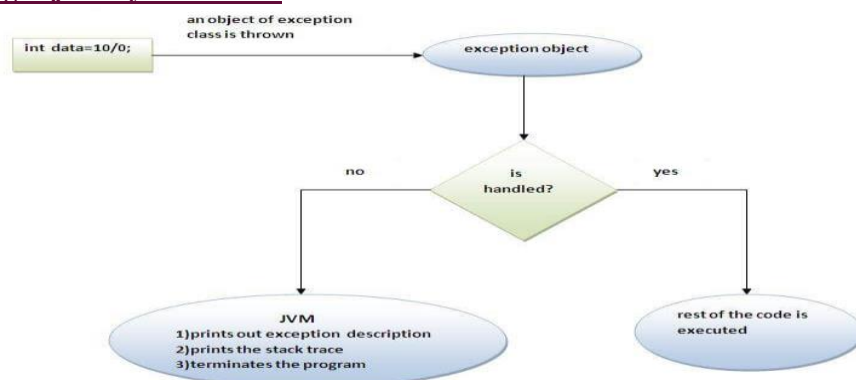 an object of exception
class is thrown
int data=10/0;
exception object
is
handled?
no
yes
JVM
1)prints out exception description
2)prints the stack trace
3)terminates the program
rest of the code is
executed